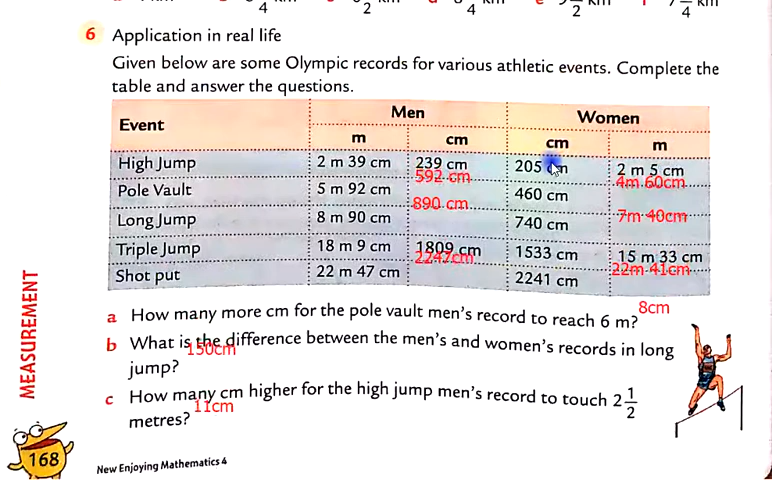 6 Application in real life
Given below are some Olympic records for various athletic events. Complete the
table and answer the questions.
Event Men Women
m cm cm m
High Jump 2 m 39 cm 239 cm 205 cm 2 m 5 cm
Pole Vault 5 m 92 cm 592 cm 460 cm 4m 60cm
Long Jump 8 m 90 cm 890 cm 740 cm 7m 40cm
Triple Jump 18 m 9 cm 1809 cm 1533 cm 15 m 33 cm
Shot put 22 m 47 cm 2247cm 2241 cm 22m 41cm
8cm
a How many more cm for the pole vault men's record to reach 6 m?
b What is the difference between the men's and women's records in long
150cm
jump?
c How many cm higher for the high jump men's record to touch 2 1/2
11cm
metres?
MEASUREMENT
168
New Enjoying Mathematics 4